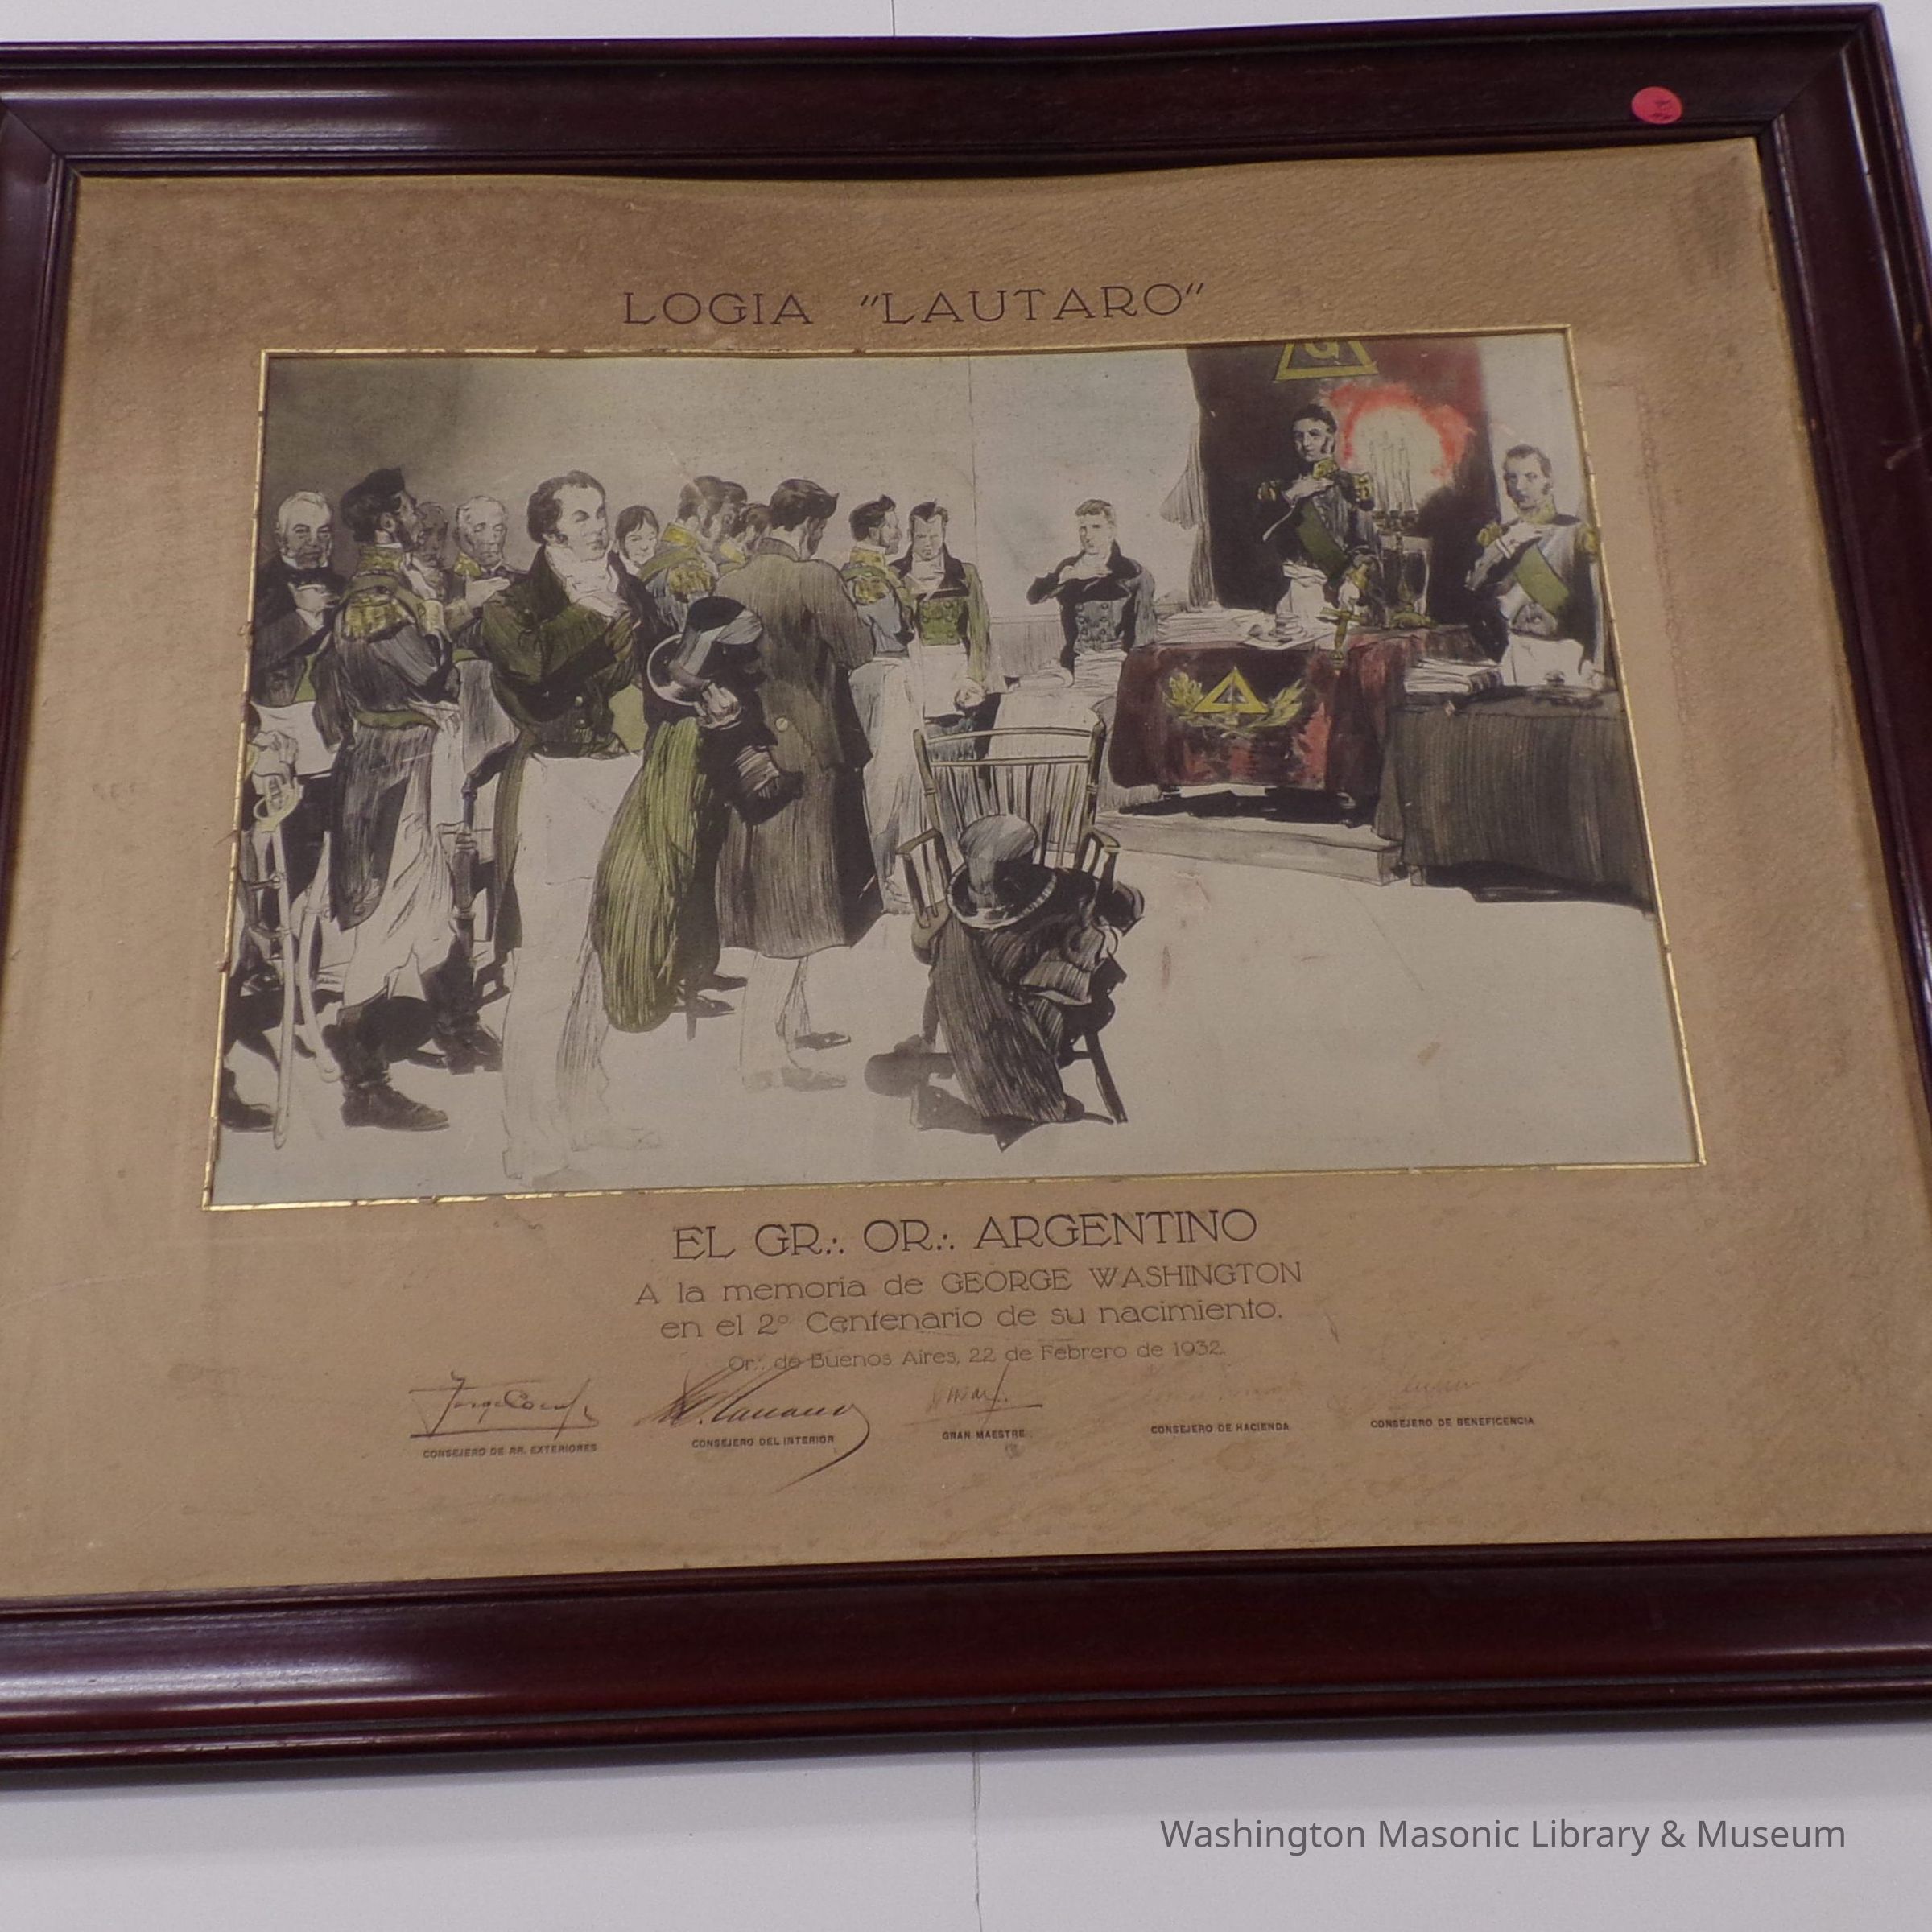 LOGIA "LAUTARO"
G
EL GR∴ OR∴ ARGENTINO
A la memoria de GEORGE WASHINGTON
en el 2º Centenario de su nacimiento.
Or∴ de Buenos Aires, 22 de Febrero de 1932.
CONSEJERO DE RR. EXTERIORES
CONSEJERO DEL INTERIOR
GRAN MAESTRE
CONSEJERO DE HACIENDA
CONSEJERO DE BENEFICENCIA
Washington Masonic Library & Museum